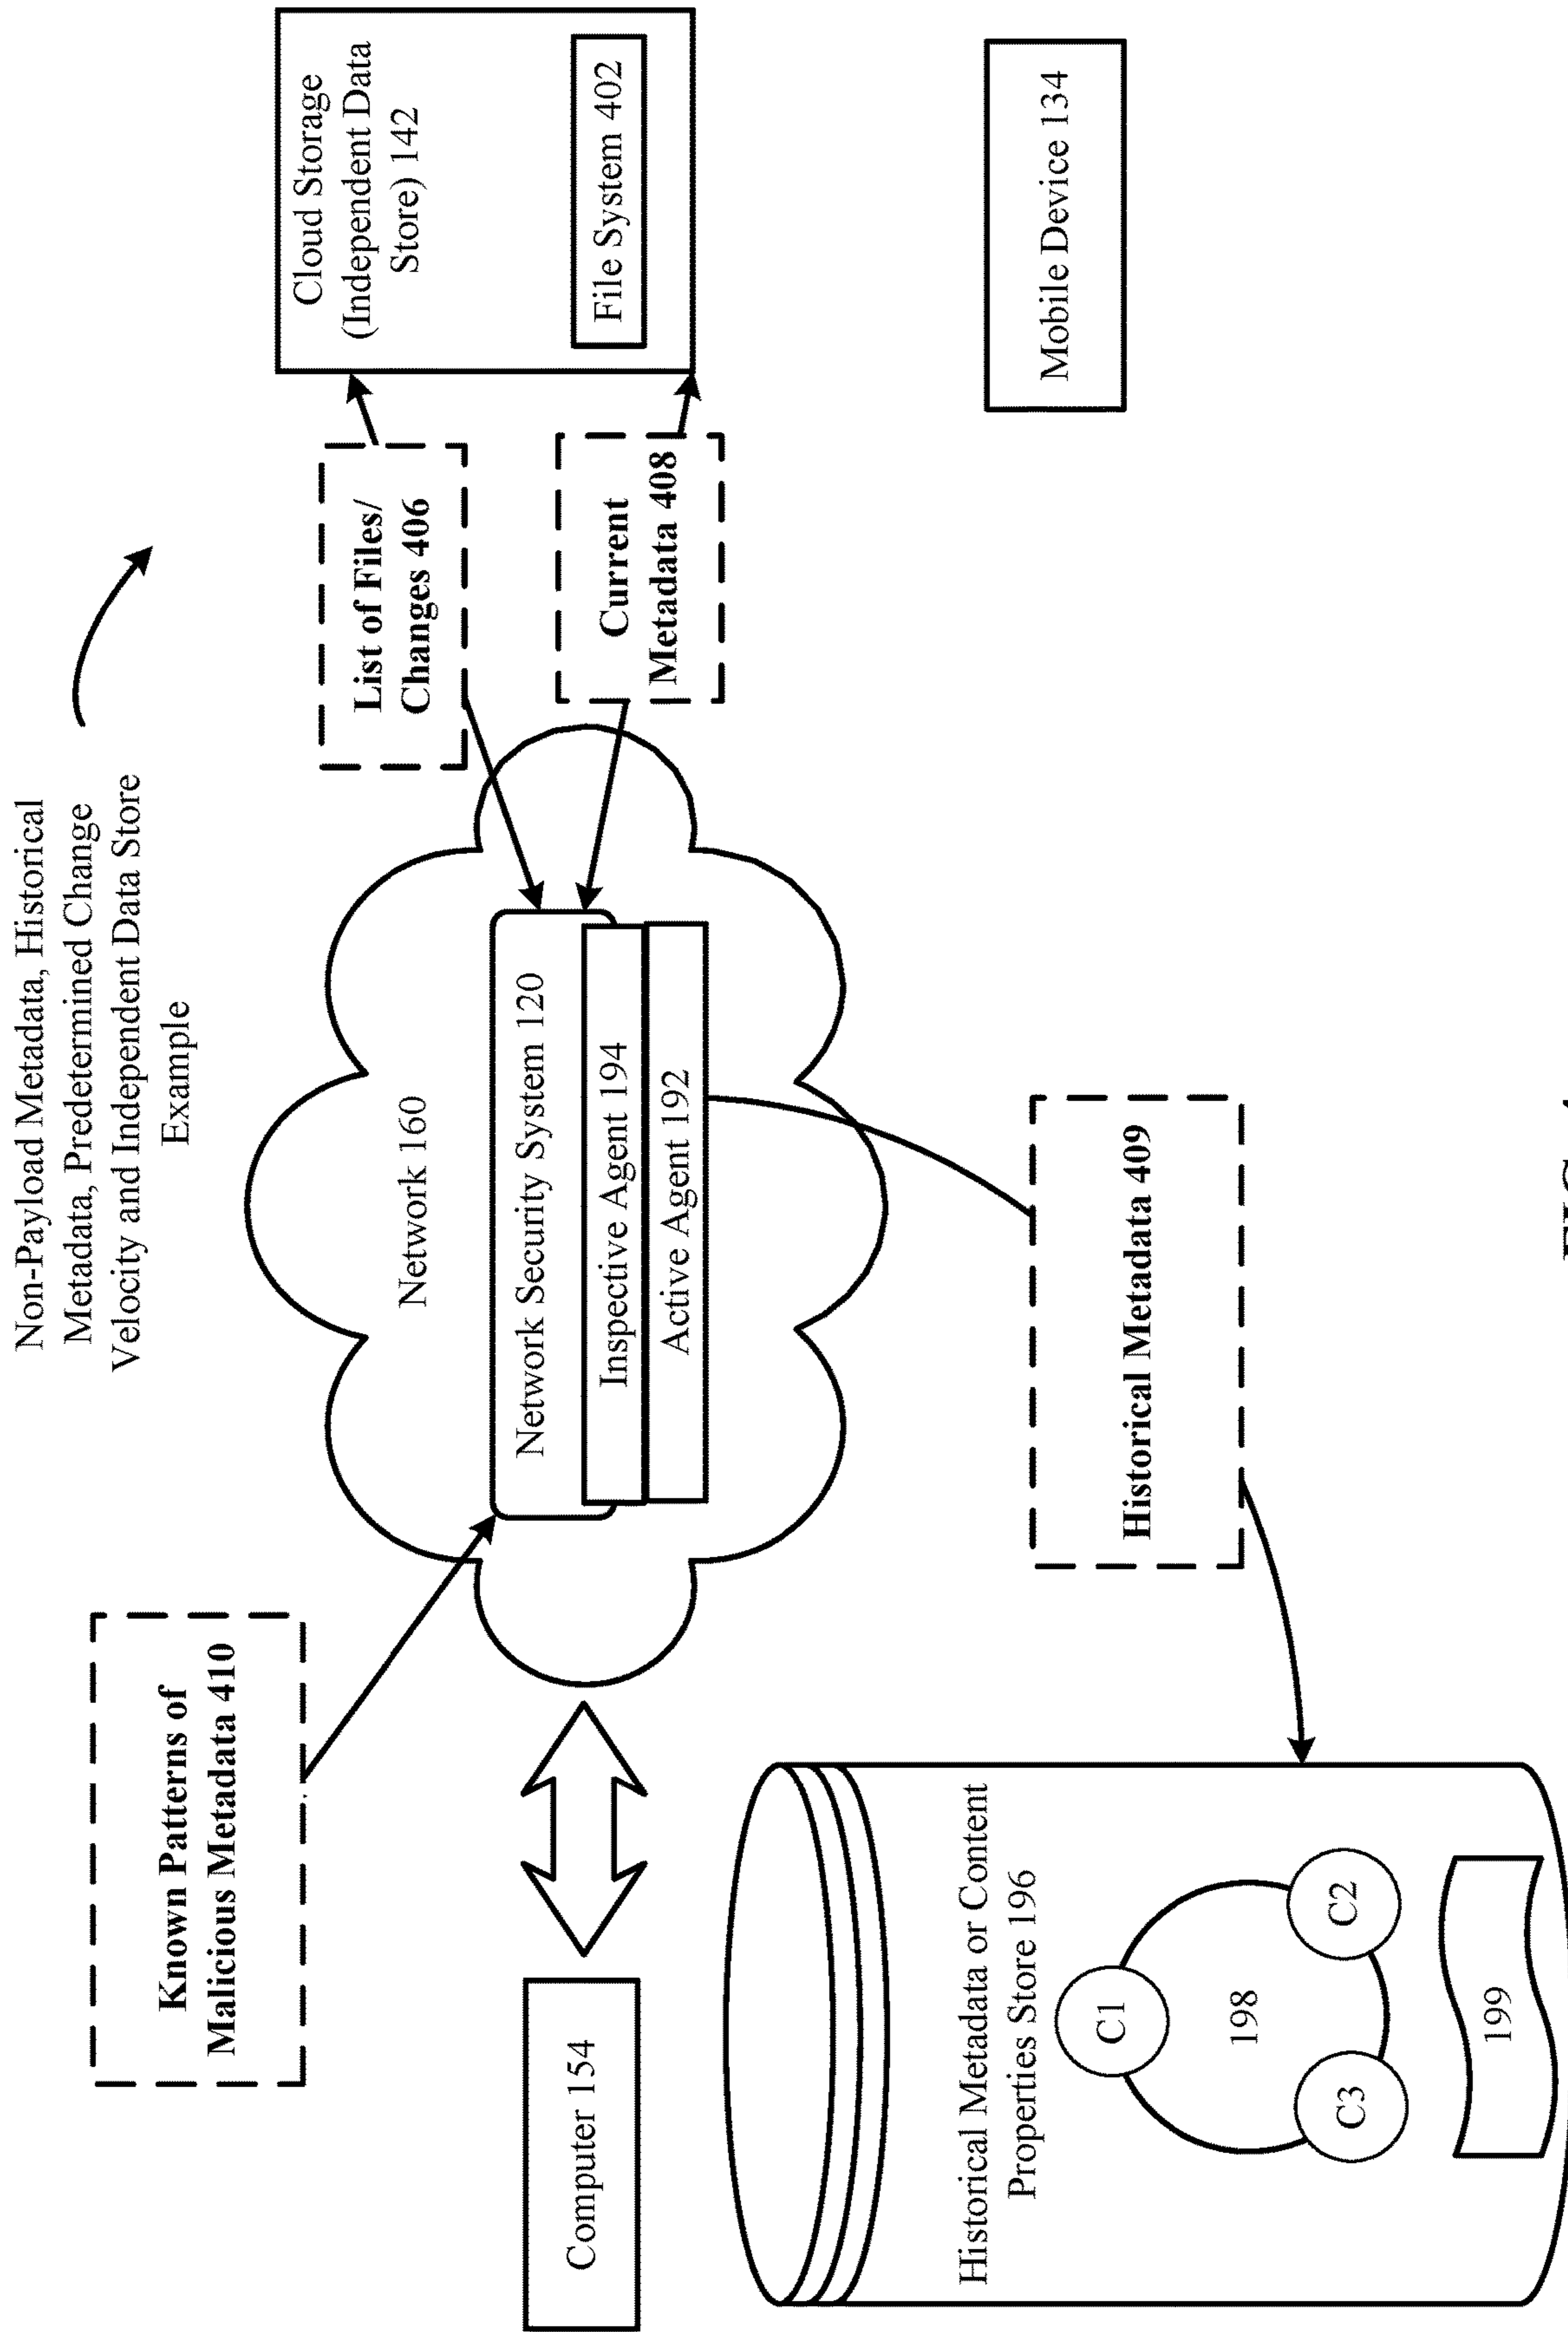 Non-Payload Metadata, Historical
Metadata, Predetermined Change
Velocity and Independent Data Store
Example
Known Patterns of
Malicious Metadata 410
List of Files/
Changes 406
Cloud Storage
(Independent Data
Store) 142
File System 402
Current
Metadata 408
Network 160
Network Security System 120
Inspective Agent 194
Active Agent 192
Computer 154
Mobile Device 134
Historical Metadata 409
Historical Metadata or Content
Properties Store 196
C1
198
C2
C3
199